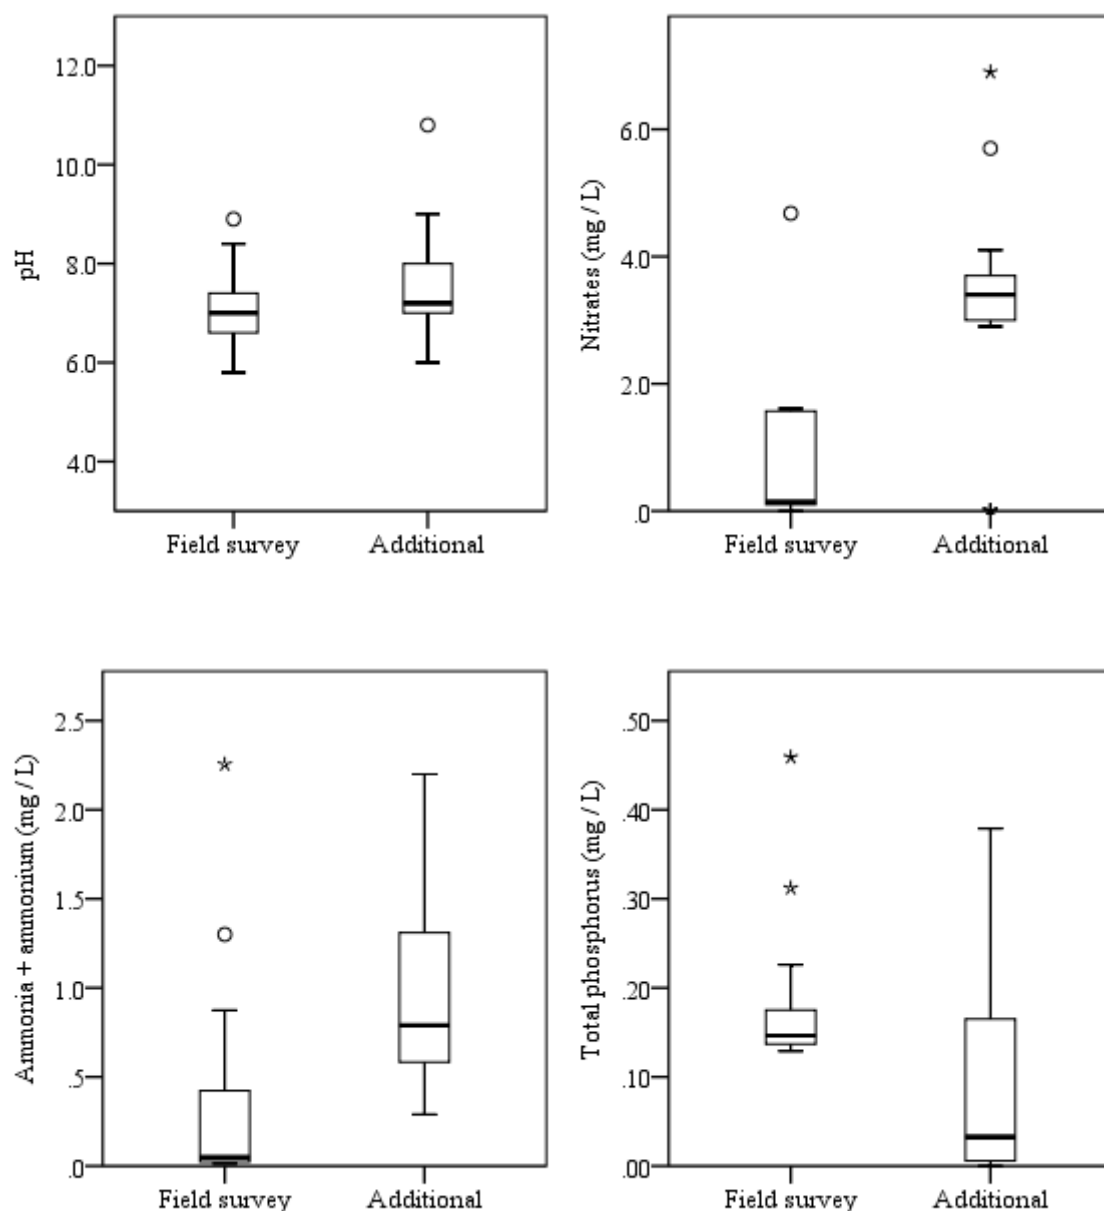 pH
12.0
10.0
8.0
6.0
4.0
Field survey
Additional
Nitrates (mg / L)
6.0
4.0
2.0
.0
Field survey
Additional
Ammonia + ammonium (mg / L)
2.5
2.0
1.5
1.0
.5
.0
Field survey
Additional
Total phosphorus (mg / L)
.50
.40
.30
.20
.10
.00
Field survey
Additional